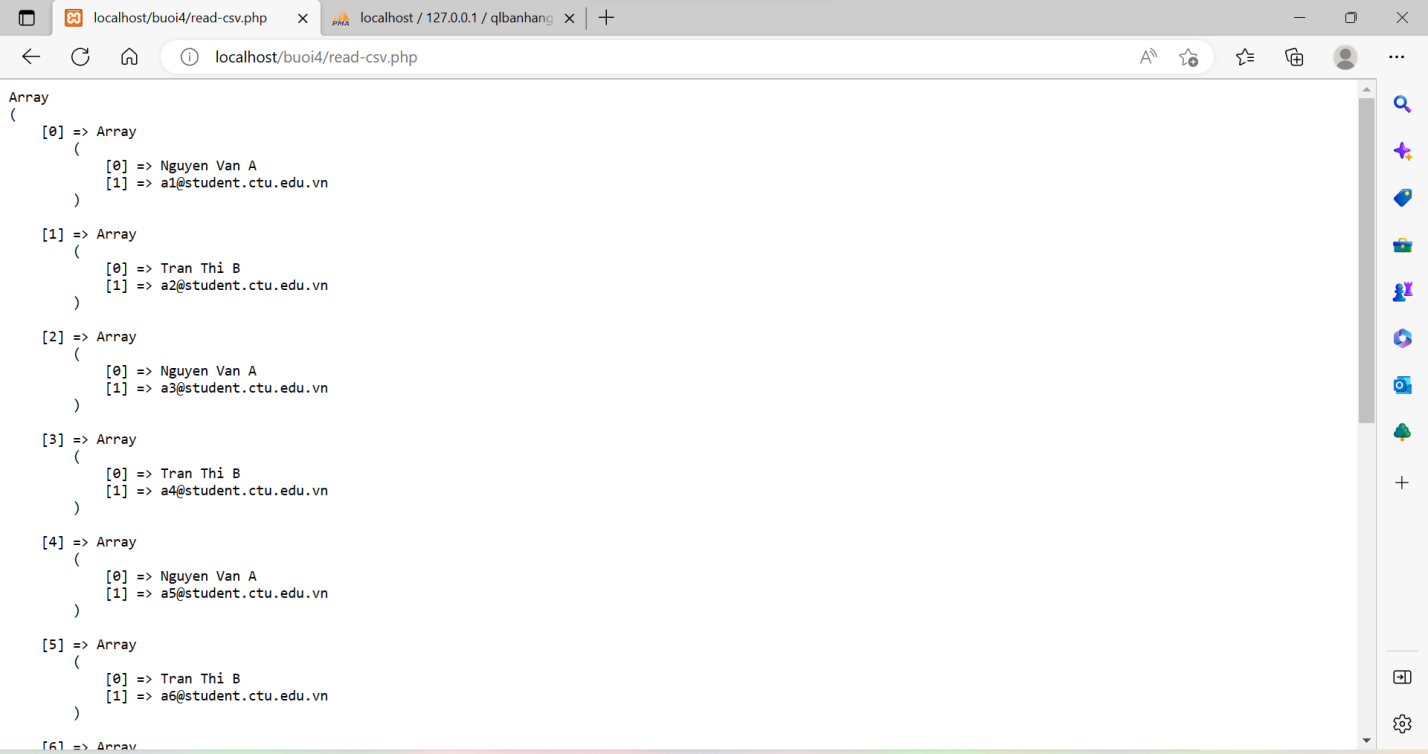 localhost/buoi4/read-csv.php
localhost / 127.0.0.1 / qlbanhang
localhost/buoi4/read-csv.php
Array
(
    [0] => Array
        (
            [0] => Nguyen Van A
            [1] => a1@student.ctu.edu.vn
        )
    [1] => Array
        (
            [0] => Tran Thi B
            [1] => a2@student.ctu.edu.vn
        )
    [2] => Array
        (
            [0] => Nguyen Van A
            [1] => a3@student.ctu.edu.vn
        )
    [3] => Array
        (
            [0] => Tran Thi B
            [1] => a4@student.ctu.edu.vn
        )
    [4] => Array
        (
            [0] => Nguyen Van A
            [1] => a5@student.ctu.edu.vn
        )
    [5] => Array
        (
            [0] => Tran Thi B
            [1] => a6@student.ctu.edu.vn
        )
    [6] => Array